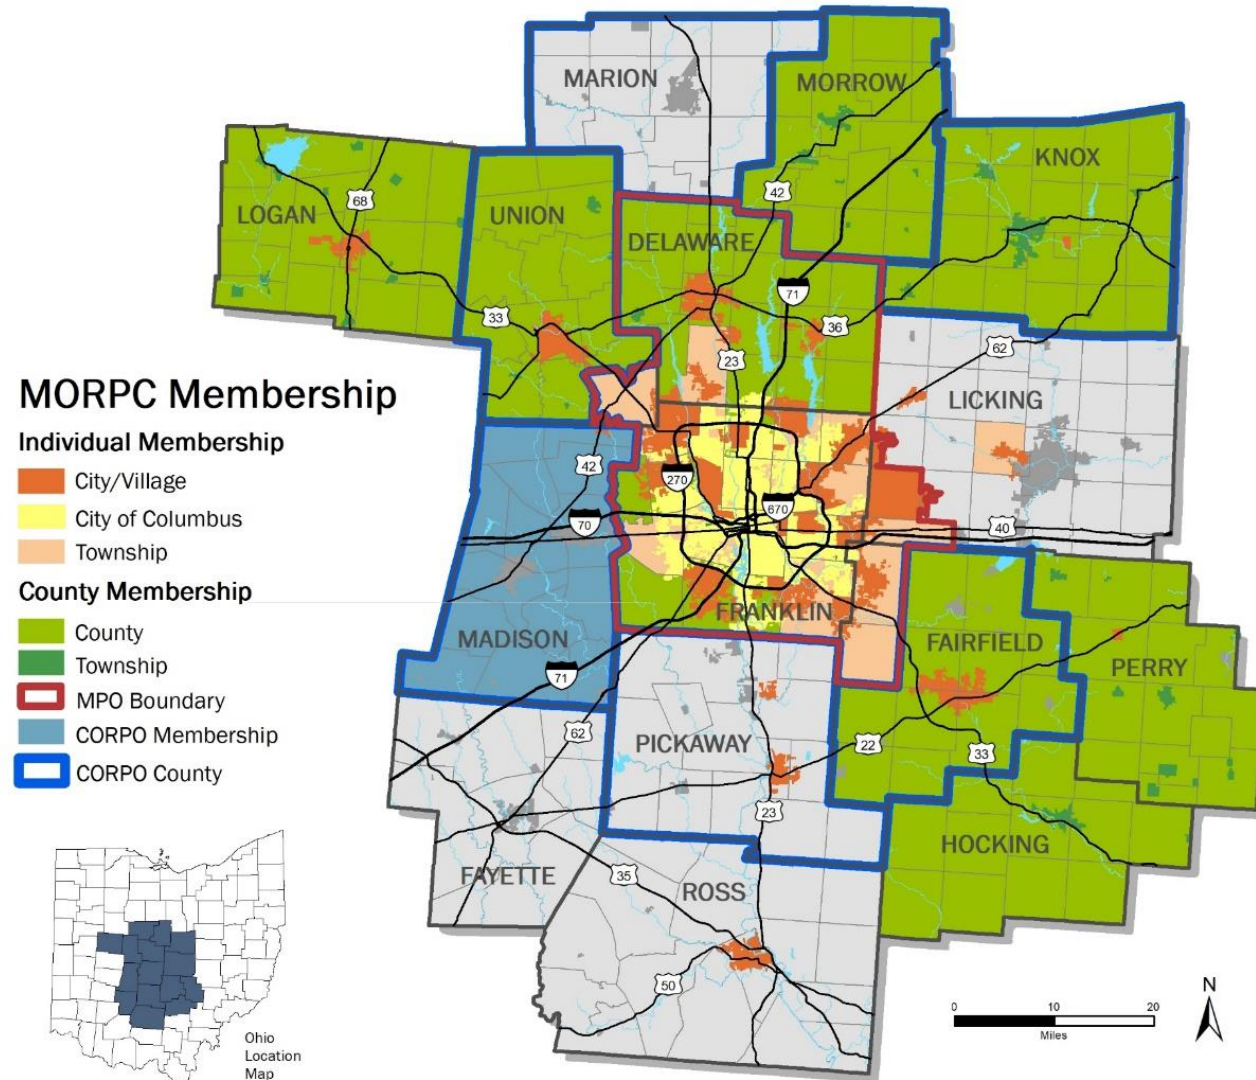 MARION
MORROW
KNOX
42
LOGAN
68
UNION
DELAWARE
71
33
36
23
62
LICKING
MORPC Membership
Individual Membership
City/Village
City of Columbus
Township
County Membership
County
Township
MPO Boundary
CORPO Membership
CORPO County
42
270
670
70
40
FRANKLIN
MADISON
FAIRFIELD
PERRY
71
62
PICKAWAY
22
33
23
HOCKING
FAYETTE
35
ROSS
50
Ohio
Location
Map
0 10 20
Miles
N